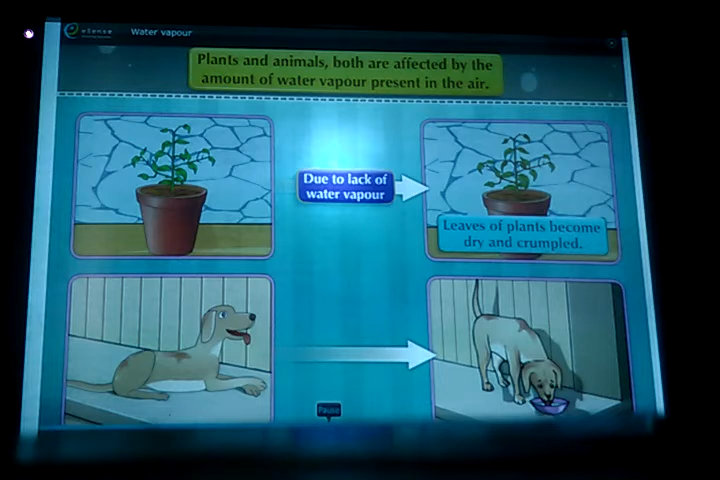 eSense
Water vapour
Plants and animals, both are affected by the
amount of water vapour present in the air.
Due to lack of
water vapour
Leaves of plants become
dry and crumpled.
Pause